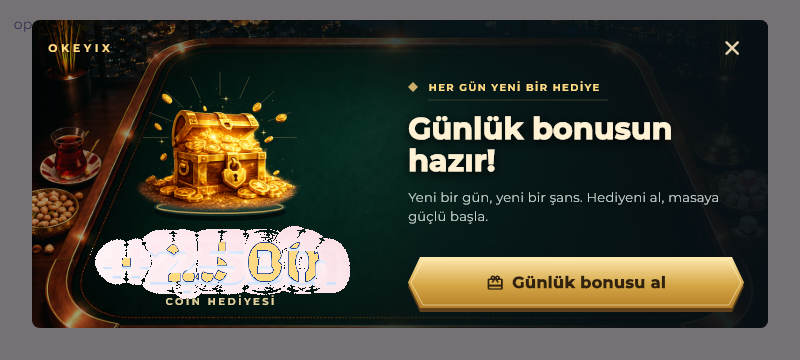 op
OKEYIX
HER GÜN YENİ BİR HEDİYE
Günlük bonusun
hazır!
Yeni bir gün, yeni bir şans. Hediyeni al, masaya
güçlü başla.
COIN HEDİYESİ
Günlük bonusu al